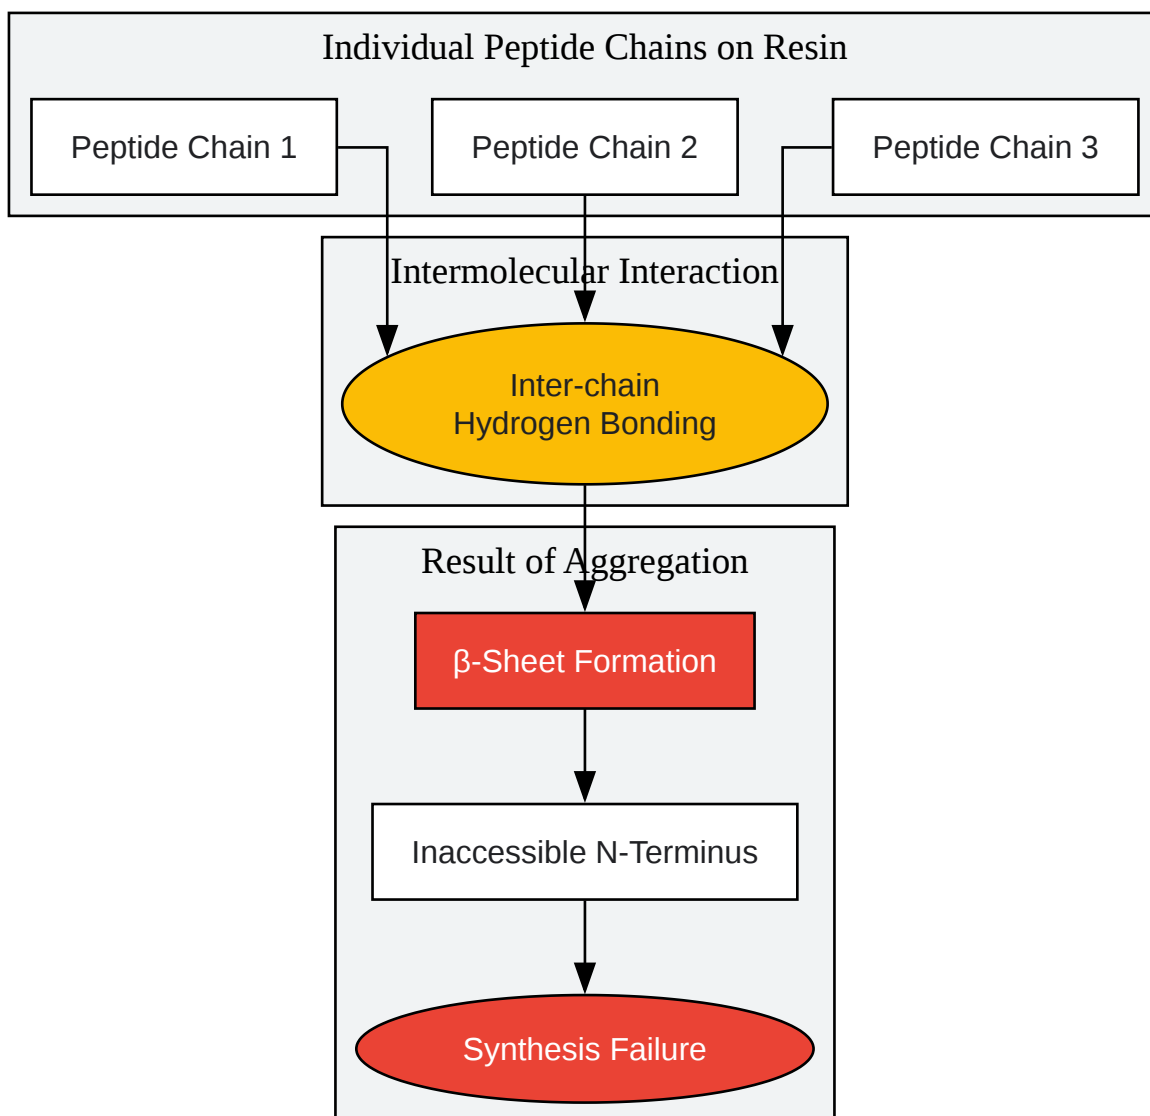 Individual Peptide Chains on Resin
Peptide Chain 1
Peptide Chain 2
Peptide Chain 3
Intermolecular Interaction
Inter-chain
Hydrogen Bonding
Result of Aggregation
β-Sheet Formation
Inaccessible N-Terminus
Synthesis Failure